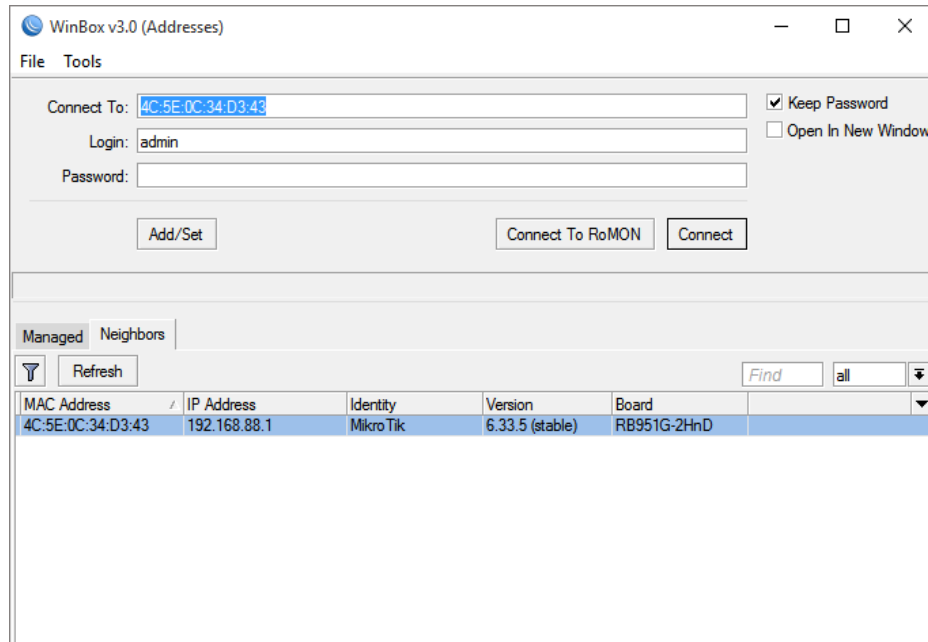 WinBox v3.0 (Addresses)
File Tools
Connect To: 4C:5E:0C:34:D3:43
Keep Password
Login: admin
Open In New Window
Password:
Add/Set Connect To RoMON Connect
Managed Neighbors
Refresh Find all
MAC Address IP Address Identity Version Board
4C:5E:0C:34:D3:43 192.168.88.1 MikroTik 6.33.5 (stable) RB951G-2HnD